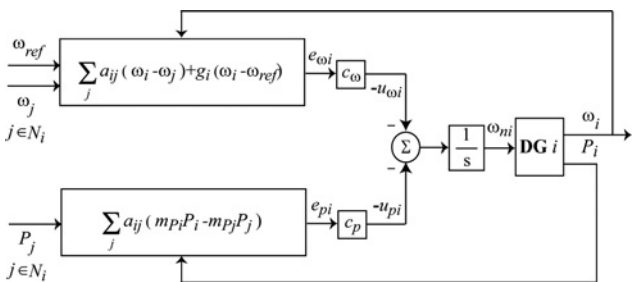 ω_ref
ω_j
j∈N_i
∑_j a_ij(ω_i-ω_j)+g_i(ω_i-ω_ref)
e_ωi
c_ω
-u_ωi
-
Σ
-
1/s
ω_ni
DG i
ω_i
P_i
P_j
j∈N_i
∑_j a_ij(m_Pi P_i-m_Pj P_j)
e_pi
c_p
-u_pi